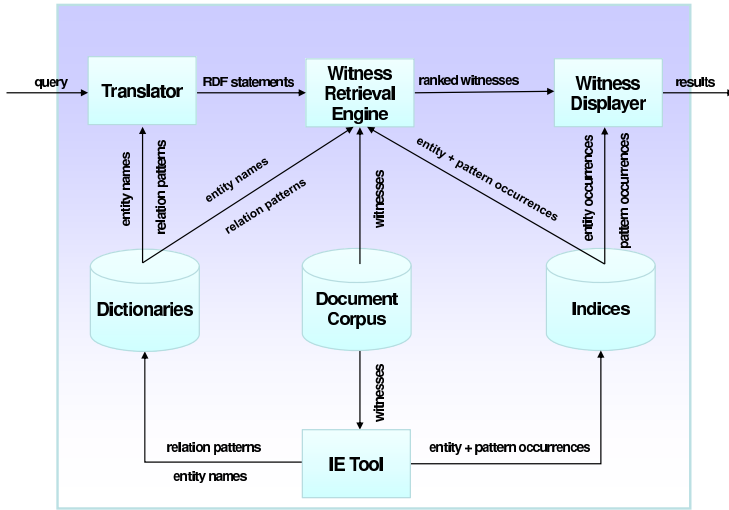 query
Translator
RDF statements
Witness
Retrieval
Engine
ranked witnesses
Witness
Displayer
results
entity names
relation patterns
entity names
relation patterns
witnesses
entity + pattern occurrences
entity occurrences
pattern occurrences
Dictionaries
Document
Corpus
Indices
witnesses
relation patterns
entity names
IE Tool
entity + pattern occurrences